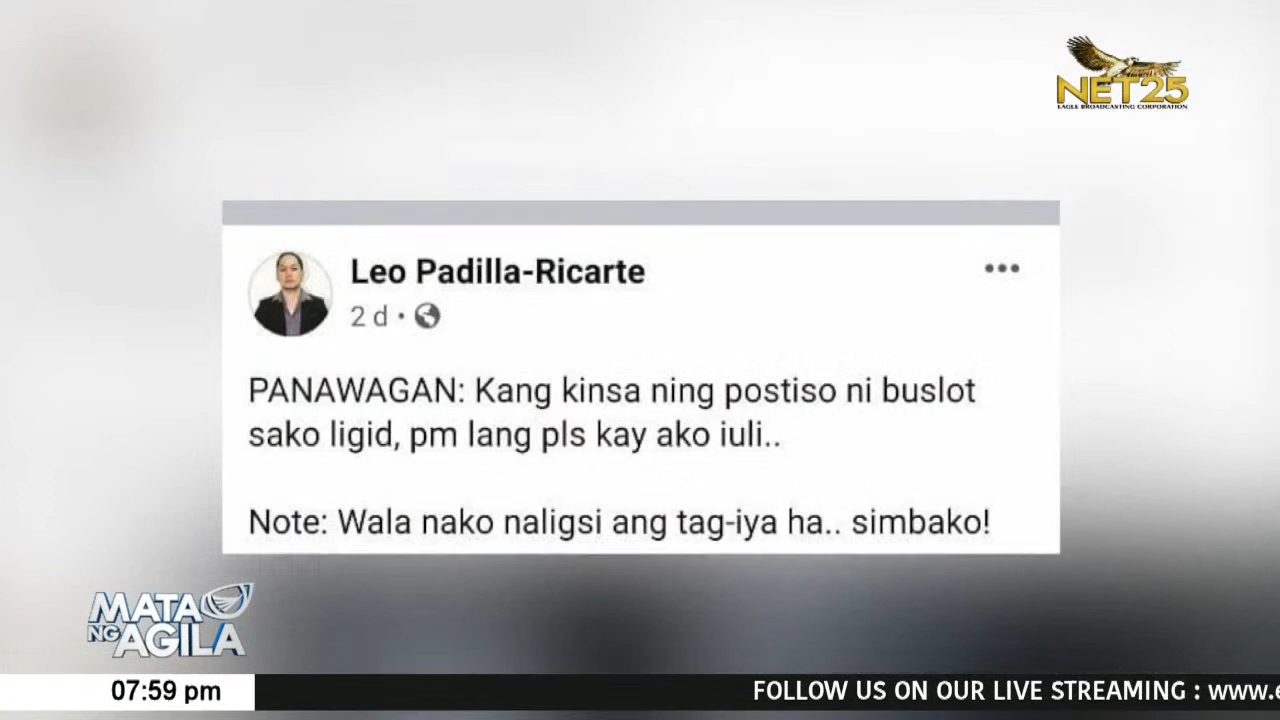 NET25
EAGLE BROADCASTING CORPORATION
Leo Padilla-Ricarte
2 d •
PANAWAGAN: Kang kinsa ning postiso ni buslot
sako ligid, pm lang pls kay ako iuli..
Note: Wala nako naligsi ang tag-iya ha.. simbako!
MATA
NG AGILA
07:59 pm
FOLLOW US ON OUR LIVE STREAMING : www.e